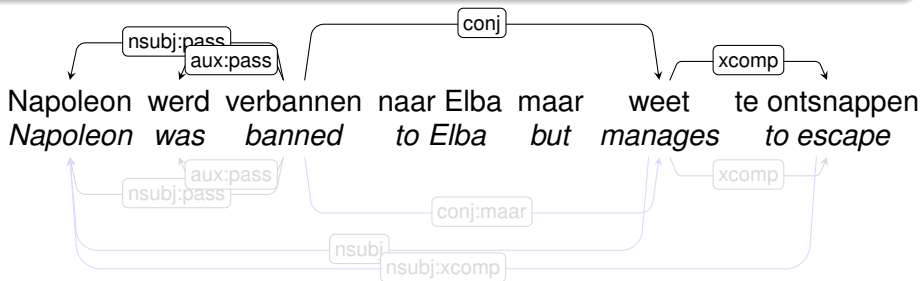 conj
nsubj:pass
aux:pass
xcomp
Napoleon werd verbannen naar Elba maar weet te ontsnappen
Napoleon was banned to Elba but manages to escape
aux:pass
xcomp
nsubj:pass
conj:maar
nsubj
nsubj:xcomp